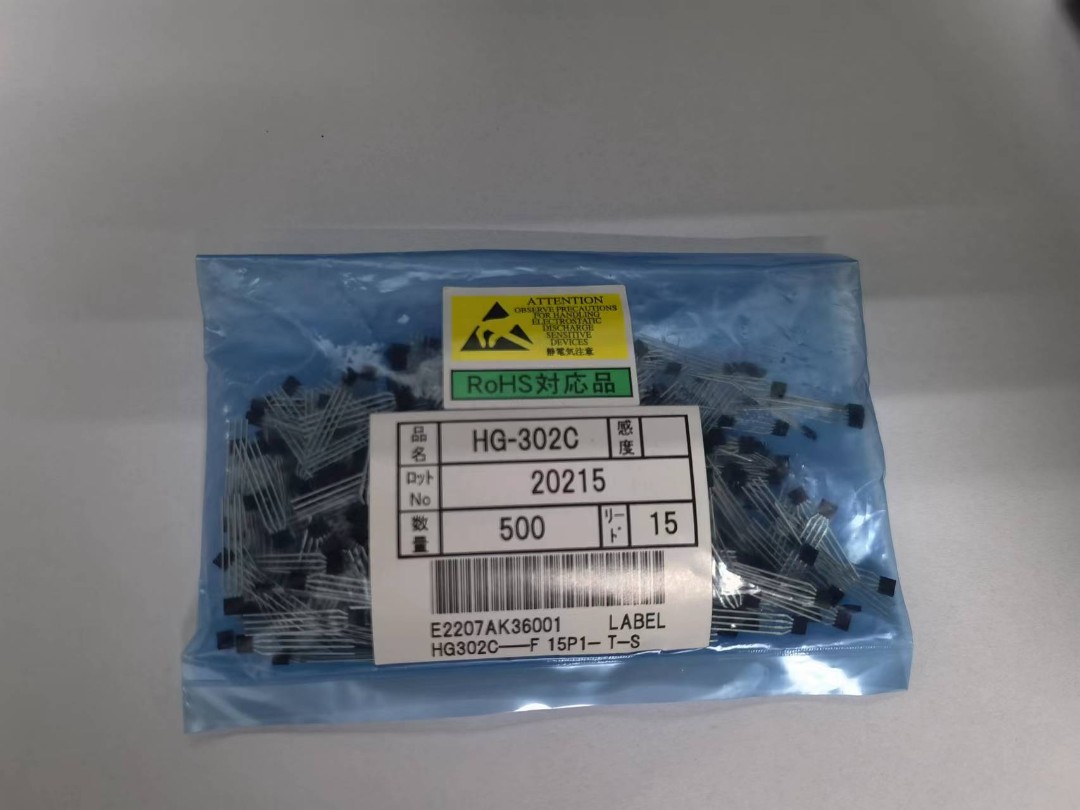 ATTENTION
OBSERVE PRECAUTIONS
FOR HANDLING
ELECTROSTATIC
DISCHARGE
SENSITIVE
DEVICES
静電気注意
RoHS対応品
品名 HG-302C 感度
ロットNo 20215
数量 500 リード 15
E2207AK36001 LABEL
HG302C──F 15P1- T-S